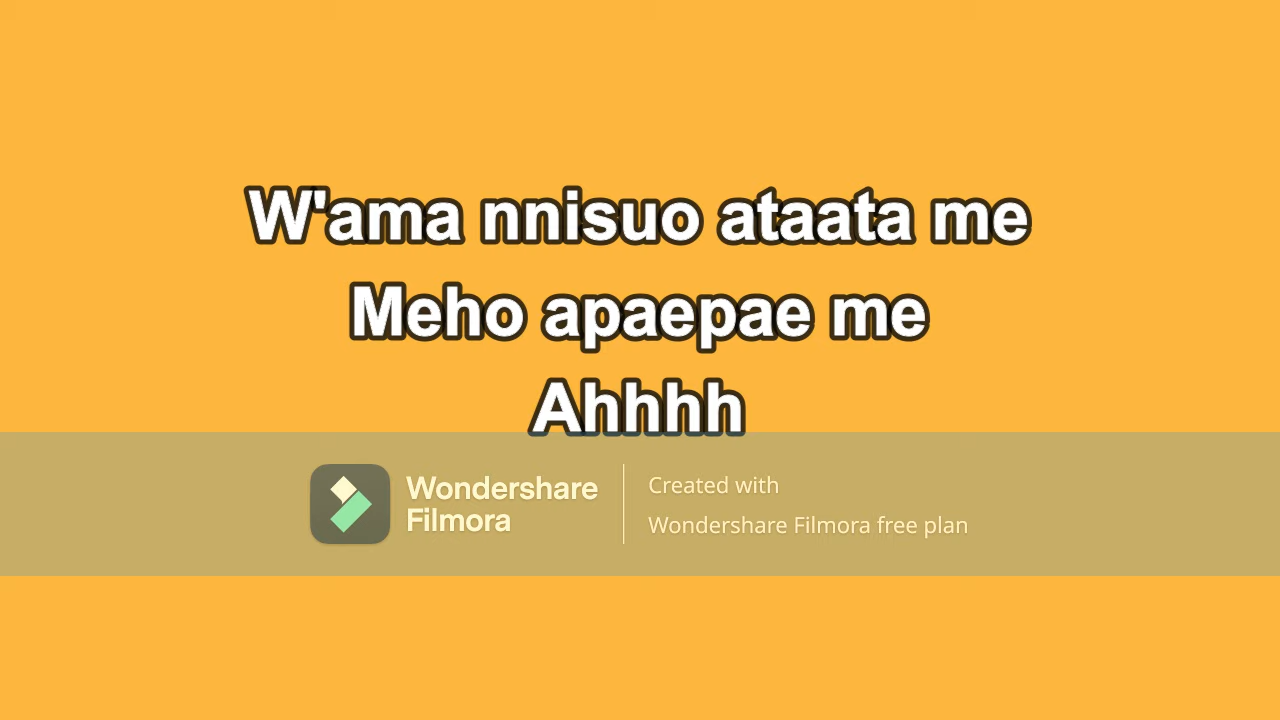 W'ama nnisuo ataata me
Meho apaepae me
Ahhhh
Wondershare
Filmora
Created with
Wondershare Filmora free plan